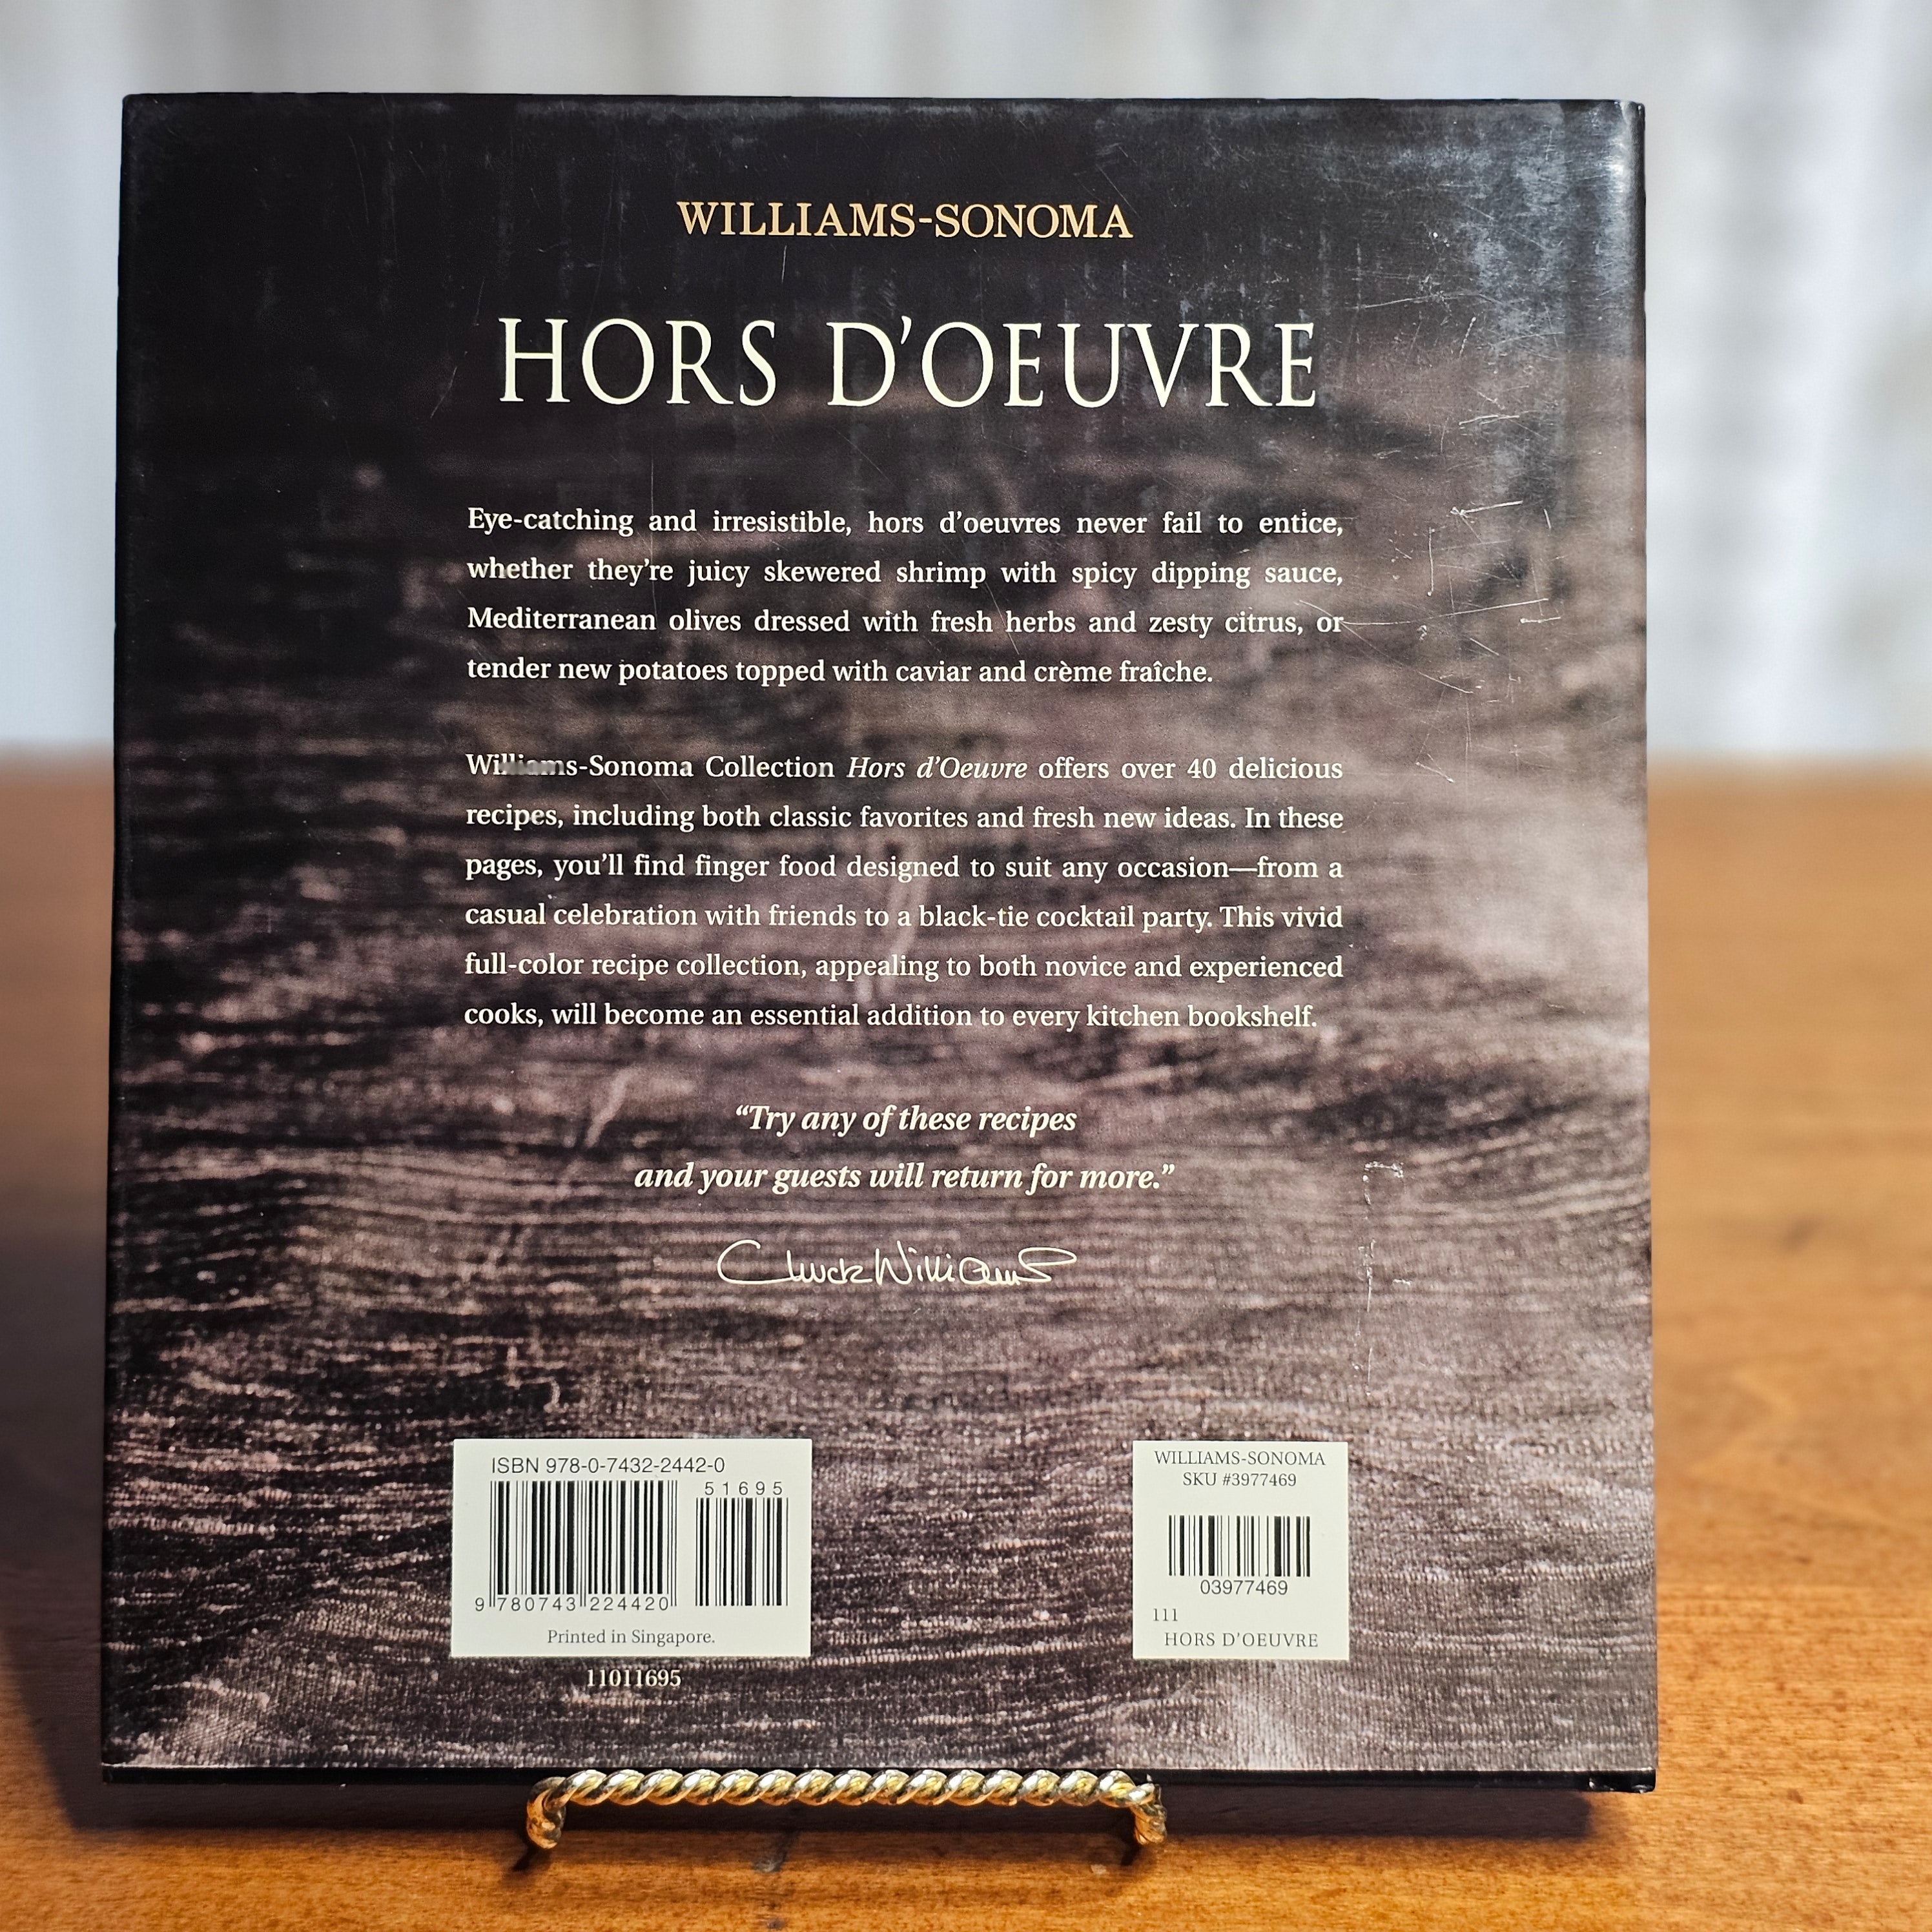 WILLIAMS-SONOMA
HORS D'OEUVRE
Eye-catching and irresistible, hors d'oeuvres never fail to entice,
whether they're juicy skewered shrimp with spicy dipping sauce,
Mediterranean olives dressed with fresh herbs and zesty citrus, or
tender new potatoes topped with caviar and crème fraîche.
Williams-Sonoma Collection Hors d'Oeuvre offers over 40 delicious
recipes, including both classic favorites and fresh new ideas. In these
pages, you'll find finger food designed to suit any occasion—from a
casual celebration with friends to a black-tie cocktail party. This vivid
full-color recipe collection, appealing to both novice and experienced
cooks, will become an essential addition to every kitchen bookshelf.
"Try any of these recipes
and your guests will return for more."
Chuck Williams
ISBN 978-0-7432-2442-0
51695
9 780743 224420
Printed in Singapore.
11011695
WILLIAMS-SONOMA
SKU #3977469
03977469
111
HORS D'OEUVRE